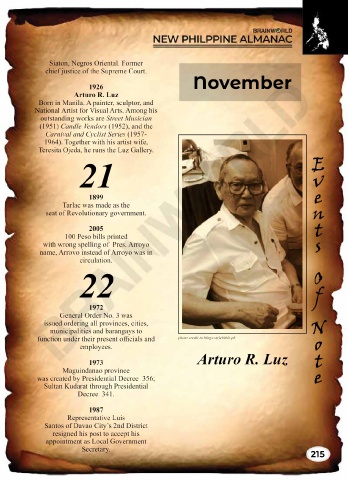 BRAINWORLD
NEW PHILPPINE ALMANAC
November
Siaton, Negros Oriental. Former
chief justice of the Supreme Court.
1926
Arturo R. Luz
Born in Manila. A painter, sculptor, and
National Artist for Visual Arts. Among his
outstanding works are Street Musician
(1951) Candle Vendors (1952), and the
Carnival and Cyclist Series (1957-
1964). Together with his artist wife,
Teresita Ojeda, he runs the Luz Gallery.
21
1899
Tarlac was made as the
seat of Revolutionary government.
2005
100 Peso bills printed
with wrong spelling of Pres. Arroyo
name, Arrovo instead of Arroyo was in
circulation.
22
1972
General Order No. 3 was
issued ordering all provinces, cities,
municipalities and barangays to
function under their present officials and
employees.
1973
Maguindanao province
was created by Presidential Decree 356;
Sultan Kudarat through Presidential
Decree 341.
1987
Representative Luis
Santos of Davao City's 2nd District
resigned his post to accept his
appointment as Local Government
Secretary.
Arturo R. Luz
Events Of Note
215